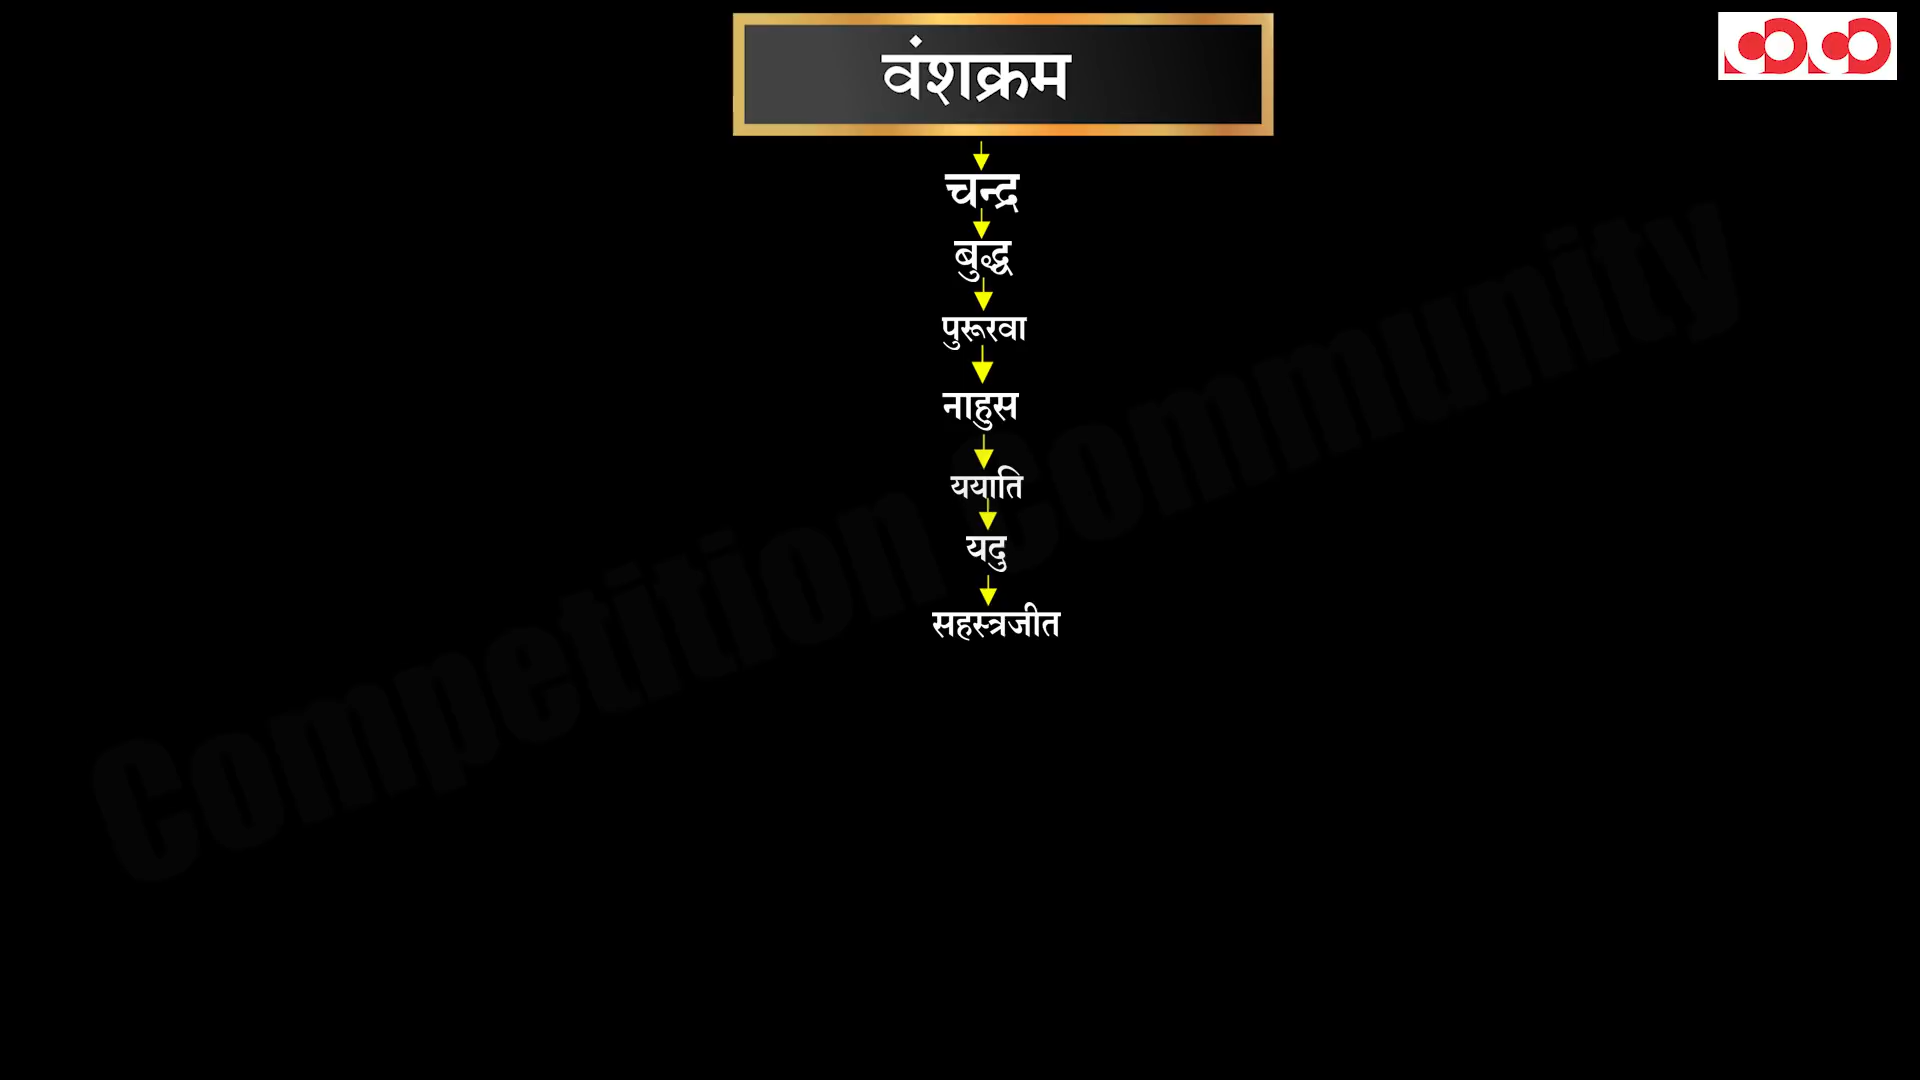 वंशक्रम
चन्द्र
बुद्ध
पुरूरवा
नाहुस
ययाति
यदु
सहस्त्रजीत
Competition Community